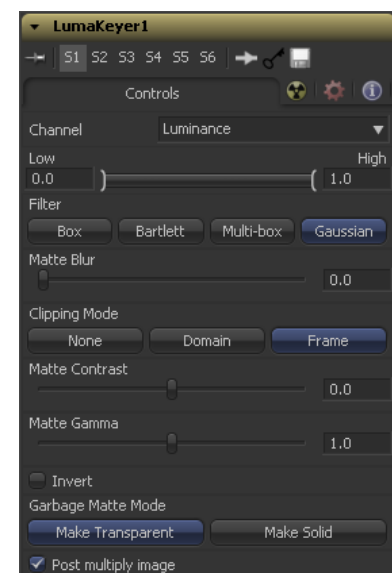 LumaKeyer1
S1 S2 S3 S4 S5 S6
Controls
Channel Luminance
Low High
0.0 1.0
Filter
Box Bartlett Multi-box Gaussian
Matte Blur
0.0
Clipping Mode
None Domain Frame
Matte Contrast
0.0
Matte Gamma
1.0
Invert
Garbage Matte Mode
Make Transparent Make Solid
Post multiply image